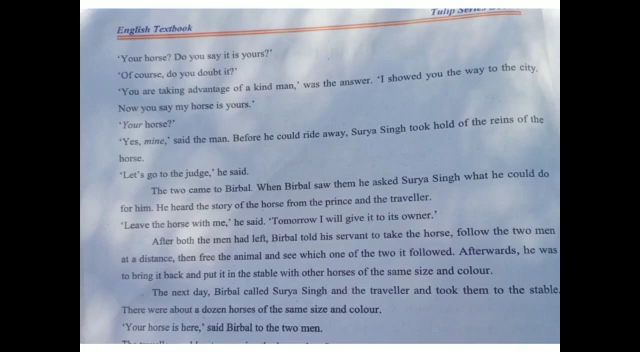 Tulip Series
English Textbook
'Your horse? Do you say it is yours?'
'Of course, do you doubt it?'
'You are taking advantage of a kind man,' was the answer. 'I showed you the way to the city.
Now you say my horse is yours.'
'Your horse?'
'Yes, mine,' said the man. Before he could ride away, Surya Singh took hold of the reins of the
horse.
'Let's go to the judge,' he said.
The two came to Birbal. When Birbal saw them he asked Surya Singh what he could do
for him. He heard the story of the horse from the prince and the traveller.
'Leave the horse with me,' he said. 'Tomorrow I will give it to its owner.'
After both the men had left, Birbal told his servant to take the horse, follow the two men
at a distance, then free the animal and see which one of the two it followed. Afterwards, he was
to bring it back and put it in the stable with other horses of the same size and colour.
The next day, Birbal called Surya Singh and the traveller and took them to the stable.
There were about a dozen horses of the same size and colour.
'Your horse is here,' said Birbal to the two men.